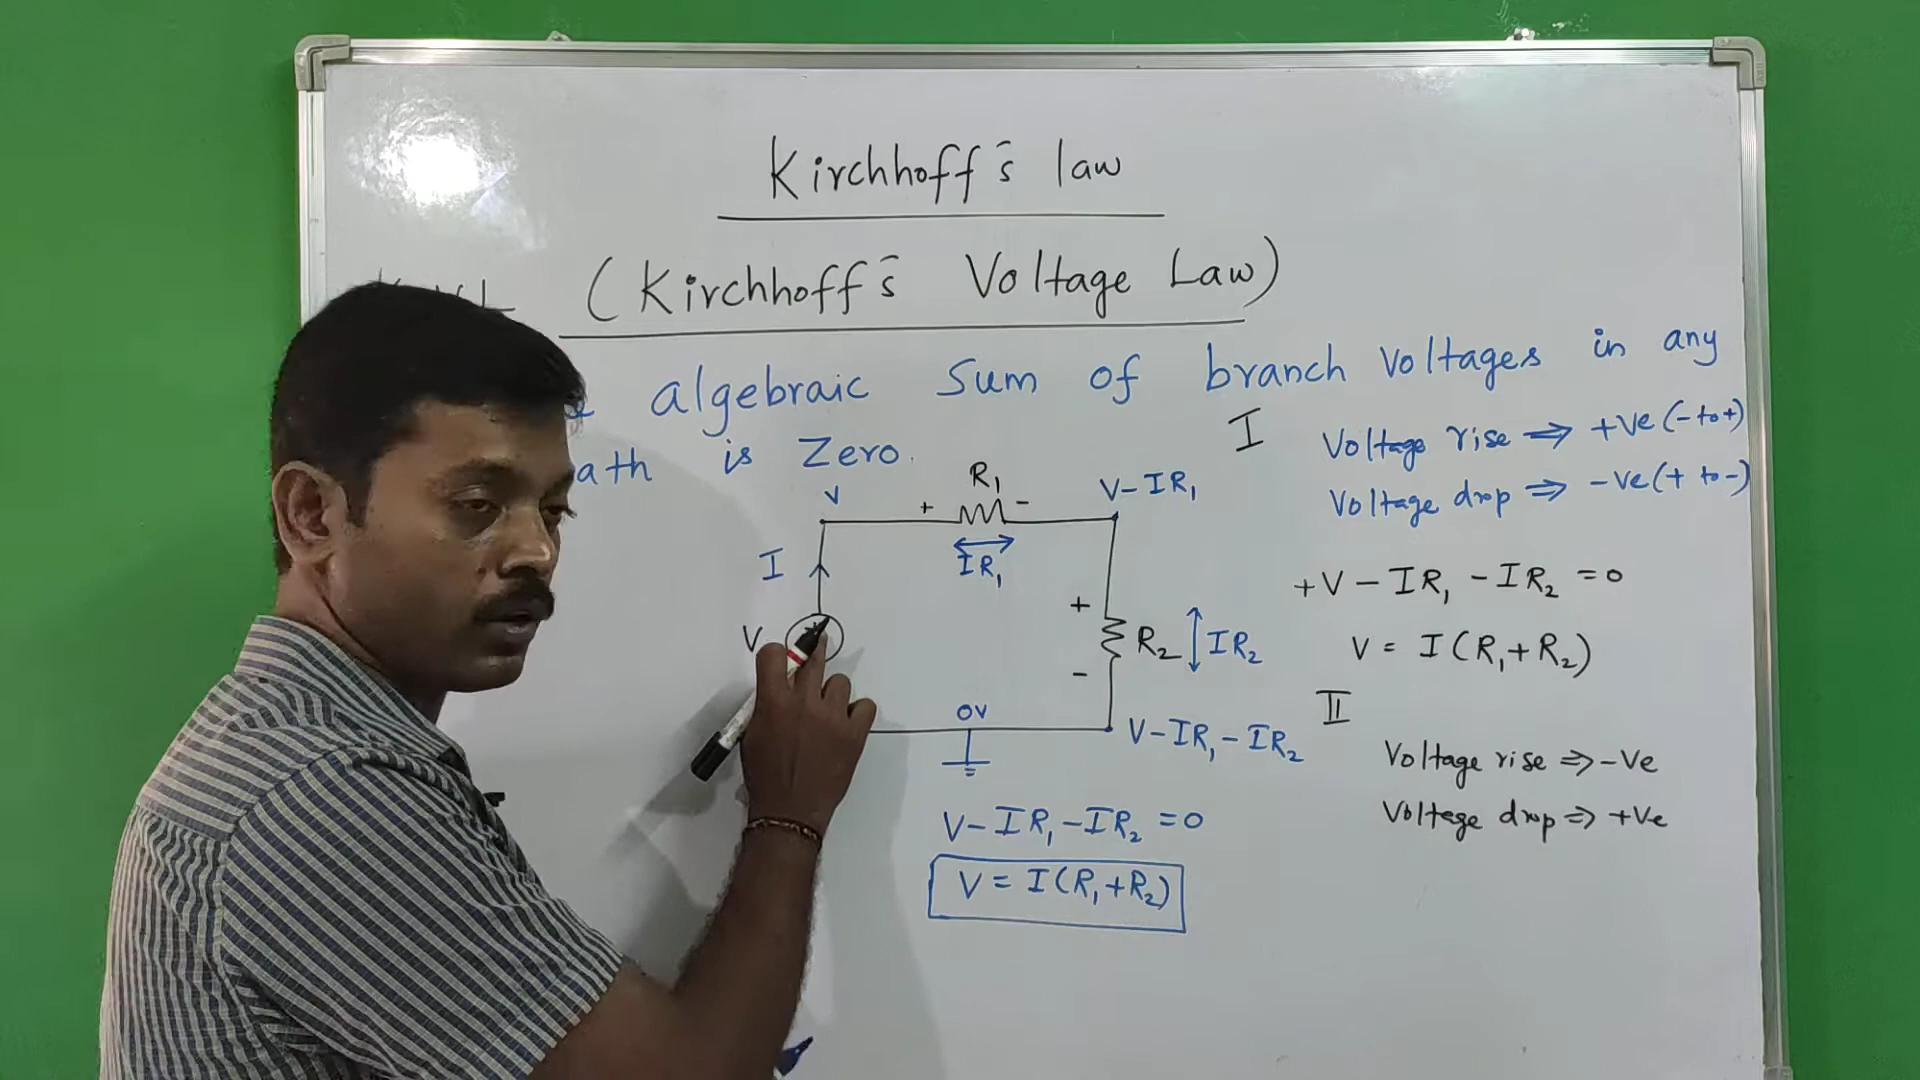 Kirchhoff's law
(Kirchhoff's Voltage Law)
algebraic sum of branch voltages in any
is zero.
I
Voltage rise ⇒ +ve (- to +)
Voltage drop ⇒ -ve (+ to -)
V
+ R₁ -
V-IR₁
I
IR₁
V
+
+
-
R₂
IR₂
0V
V-IR₁-IR₂
V-IR₁-IR₂=0
V=I(R₁+R₂)
+V-IR₁-IR₂=0
V=I(R₁+R₂)
II
Voltage rise ⇒ -ve
Voltage drop ⇒ +ve